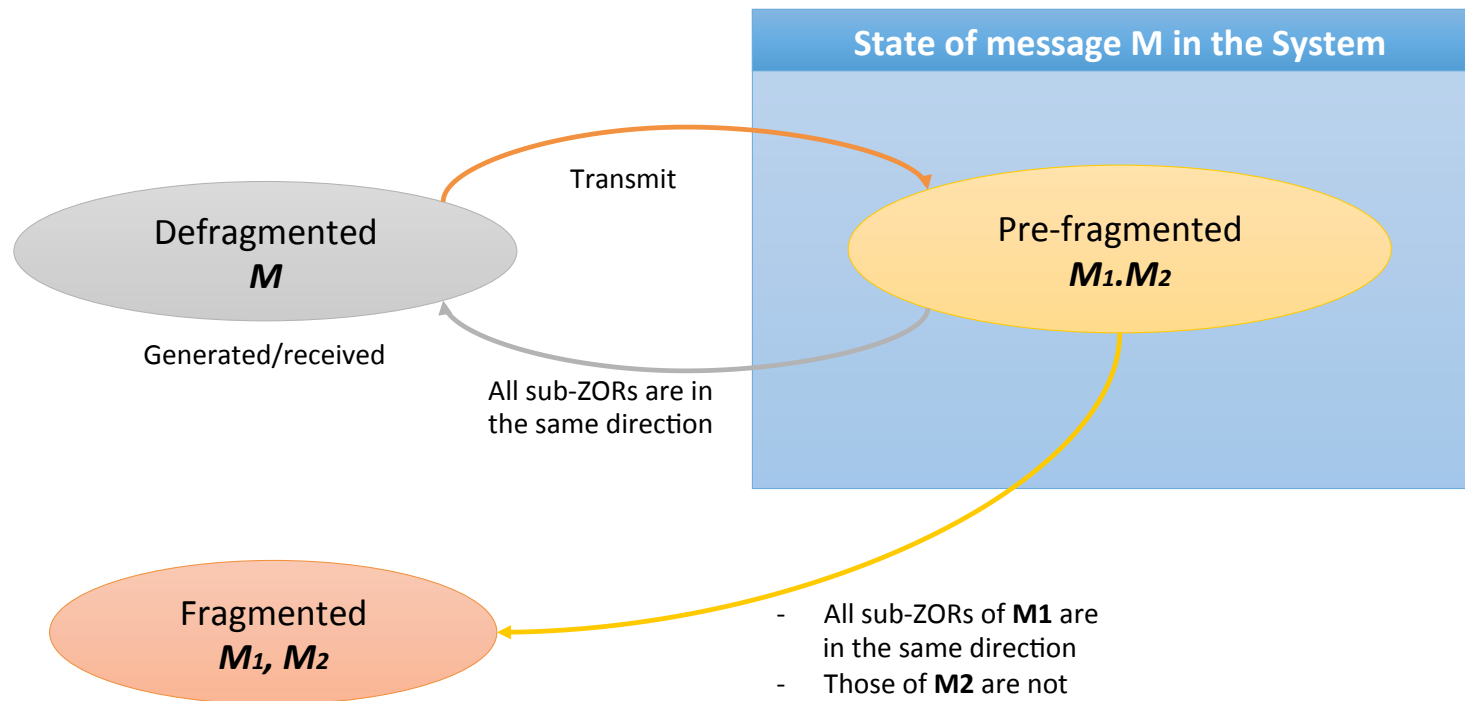 State of message M in the System
Transmit
Defragmented
M
Pre-fragmented
M₁.M₂
Generated/received
All sub-ZORs are in
the same direction
Fragmented
M₁, M₂
- All sub-ZORs of M1 are
in the same direction
- Those of M2 are not